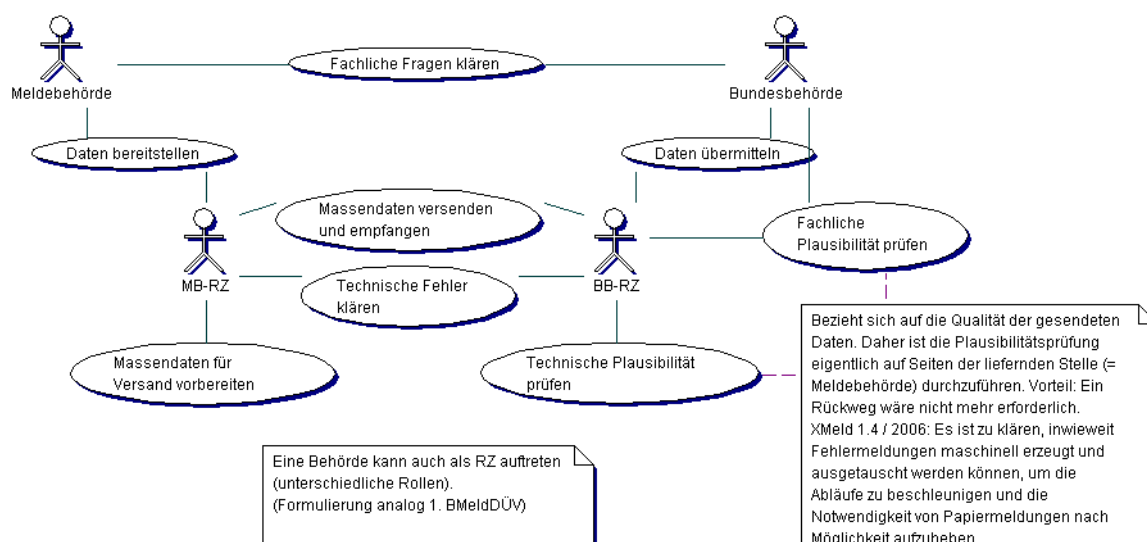 Fachliche Fragen klären
Meldebehörde
Bundesbehörde
Daten bereitstellen
Daten übermitteln
Massendaten versenden
und empfangen
Fachliche
Plausibilität prüfen
MB-RZ
Technische Fehler
klären
BB-RZ
Massendaten für
Versand vorbereiten
Technische Plausibilität
prüfen
Bezieht sich auf die Qualität der gesendeten
Daten. Daher ist die Plausibilitätsprüfung
eigentlich auf Seiten der liefernden Stelle (=
Meldebehörde) durchzuführen. Vorteil: Ein
Rückweg wäre nicht mehr erforderlich.
XMeld 1.4 / 2006: Es ist zu klären, inwieweit
Fehlermeldungen maschinell erzeugt und
ausgetauscht werden können, um die
Abläufe zu beschleunigen und die
Notwendigkeit von Papiermeldungen nach
Möglichkeit aufzuheben
Eine Behörde kann auch als RZ auftreten
(unterschiedliche Rollen).
(Formulierung analog 1. BMeldDÜV)